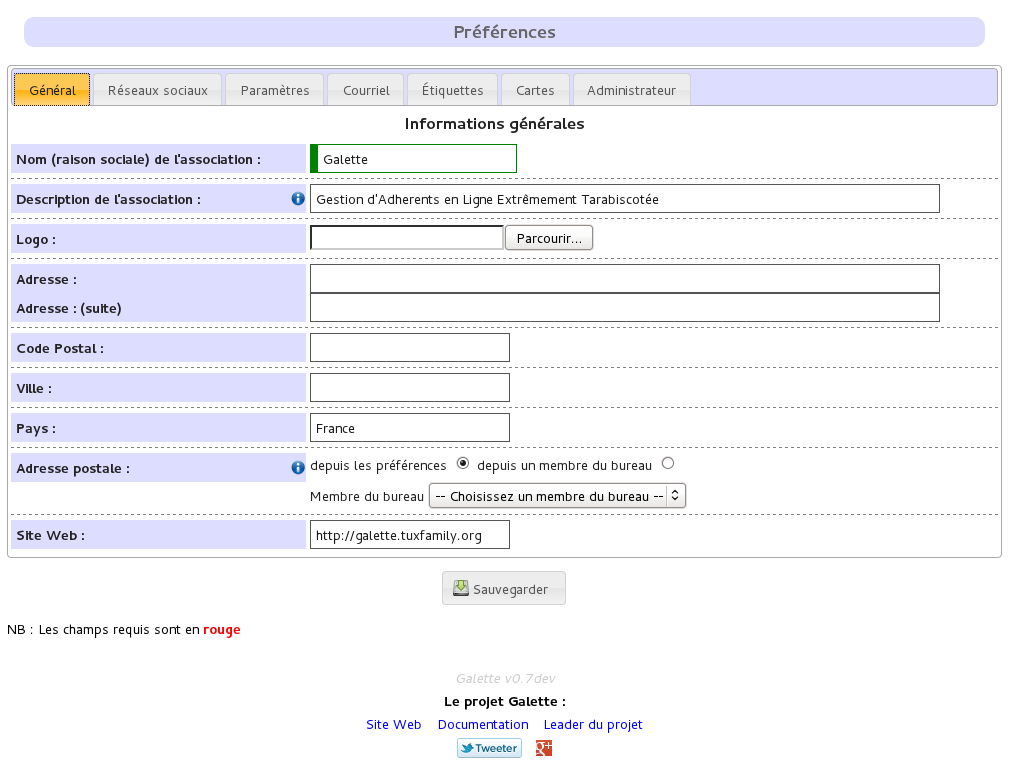 Préférences
Général Réseaux sociaux Paramètres Courriel Étiquettes Cartes Administrateur
Informations générales
Nom (raison sociale) de l'association : Galette
Description de l'association : Gestion d'Adherents en Ligne Extrêmement Tarabiscotée
Logo : Parcourir...
Adresse :
Adresse : (suite)
Code Postal :
Ville :
Pays : France
Adresse postale : depuis les préférences depuis un membre du bureau
Membre du bureau -- Choisissez un membre du bureau --
Site Web : http://galette.tuxfamily.org
Sauvegarder
NB : Les champs requis sont en rouge
Galette v0.7dev
Le projet Galette :
Site Web Documentation Leader du projet
Tweeter g+